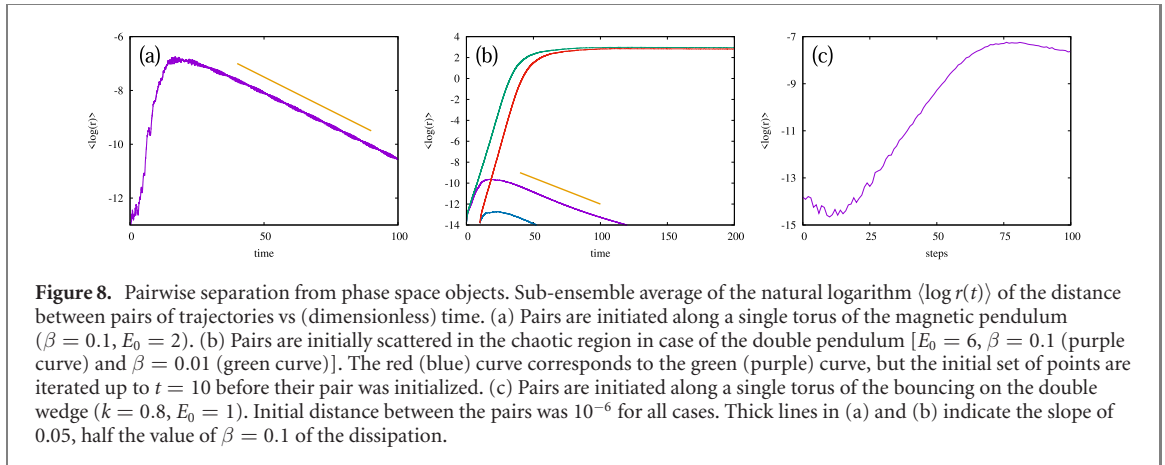 -6
-8
-10
-12
0
50
100
<log(r)>
time
(a)
4
2
0
-2
-4
-6
-8
-10
-12
-14
0
50
100
150
200
<log(r)>
time
(b)
-7
-9
-11
-13
-15
0
25
50
75
100
<log(r)>
steps
(c)
Figure 8. Pairwise separation from phase space objects. Sub-ensemble average of the natural logarithm ⟨log r(t)⟩ of the distance
between pairs of trajectories vs (dimensionless) time. (a) Pairs are initiated along a single torus of the magnetic pendulum
(β = 0.1, E₀ = 2). (b) Pairs are initially scattered in the chaotic region in case of the double pendulum [E₀ = 6, β = 0.1 (purple
curve) and β = 0.01 (green curve)]. The red (blue) curve corresponds to the green (purple) curve, but the initial set of points are
iterated up to t = 10 before their pair was initialized. (c) Pairs are initiated along a single torus of the bouncing on the double
wedge (k = 0.8, E₀ = 1). Initial distance between the pairs was 10⁻⁶ for all cases. Thick lines in (a) and (b) indicate the slope of
0.05, half the value of β = 0.1 of the dissipation.